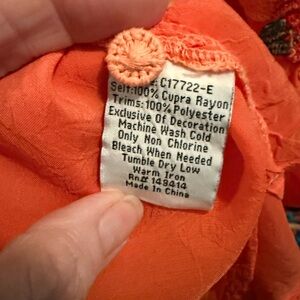 : C17722-E
Self:100% Cupra Rayon
Trims:100% Polyester
Exclusive Of Decoration
Machine Wash Cold
Only Non Chlorine
Bleach When Needed
Tumble Dry Low
Warm Iron
Rn# 149414
Made In China